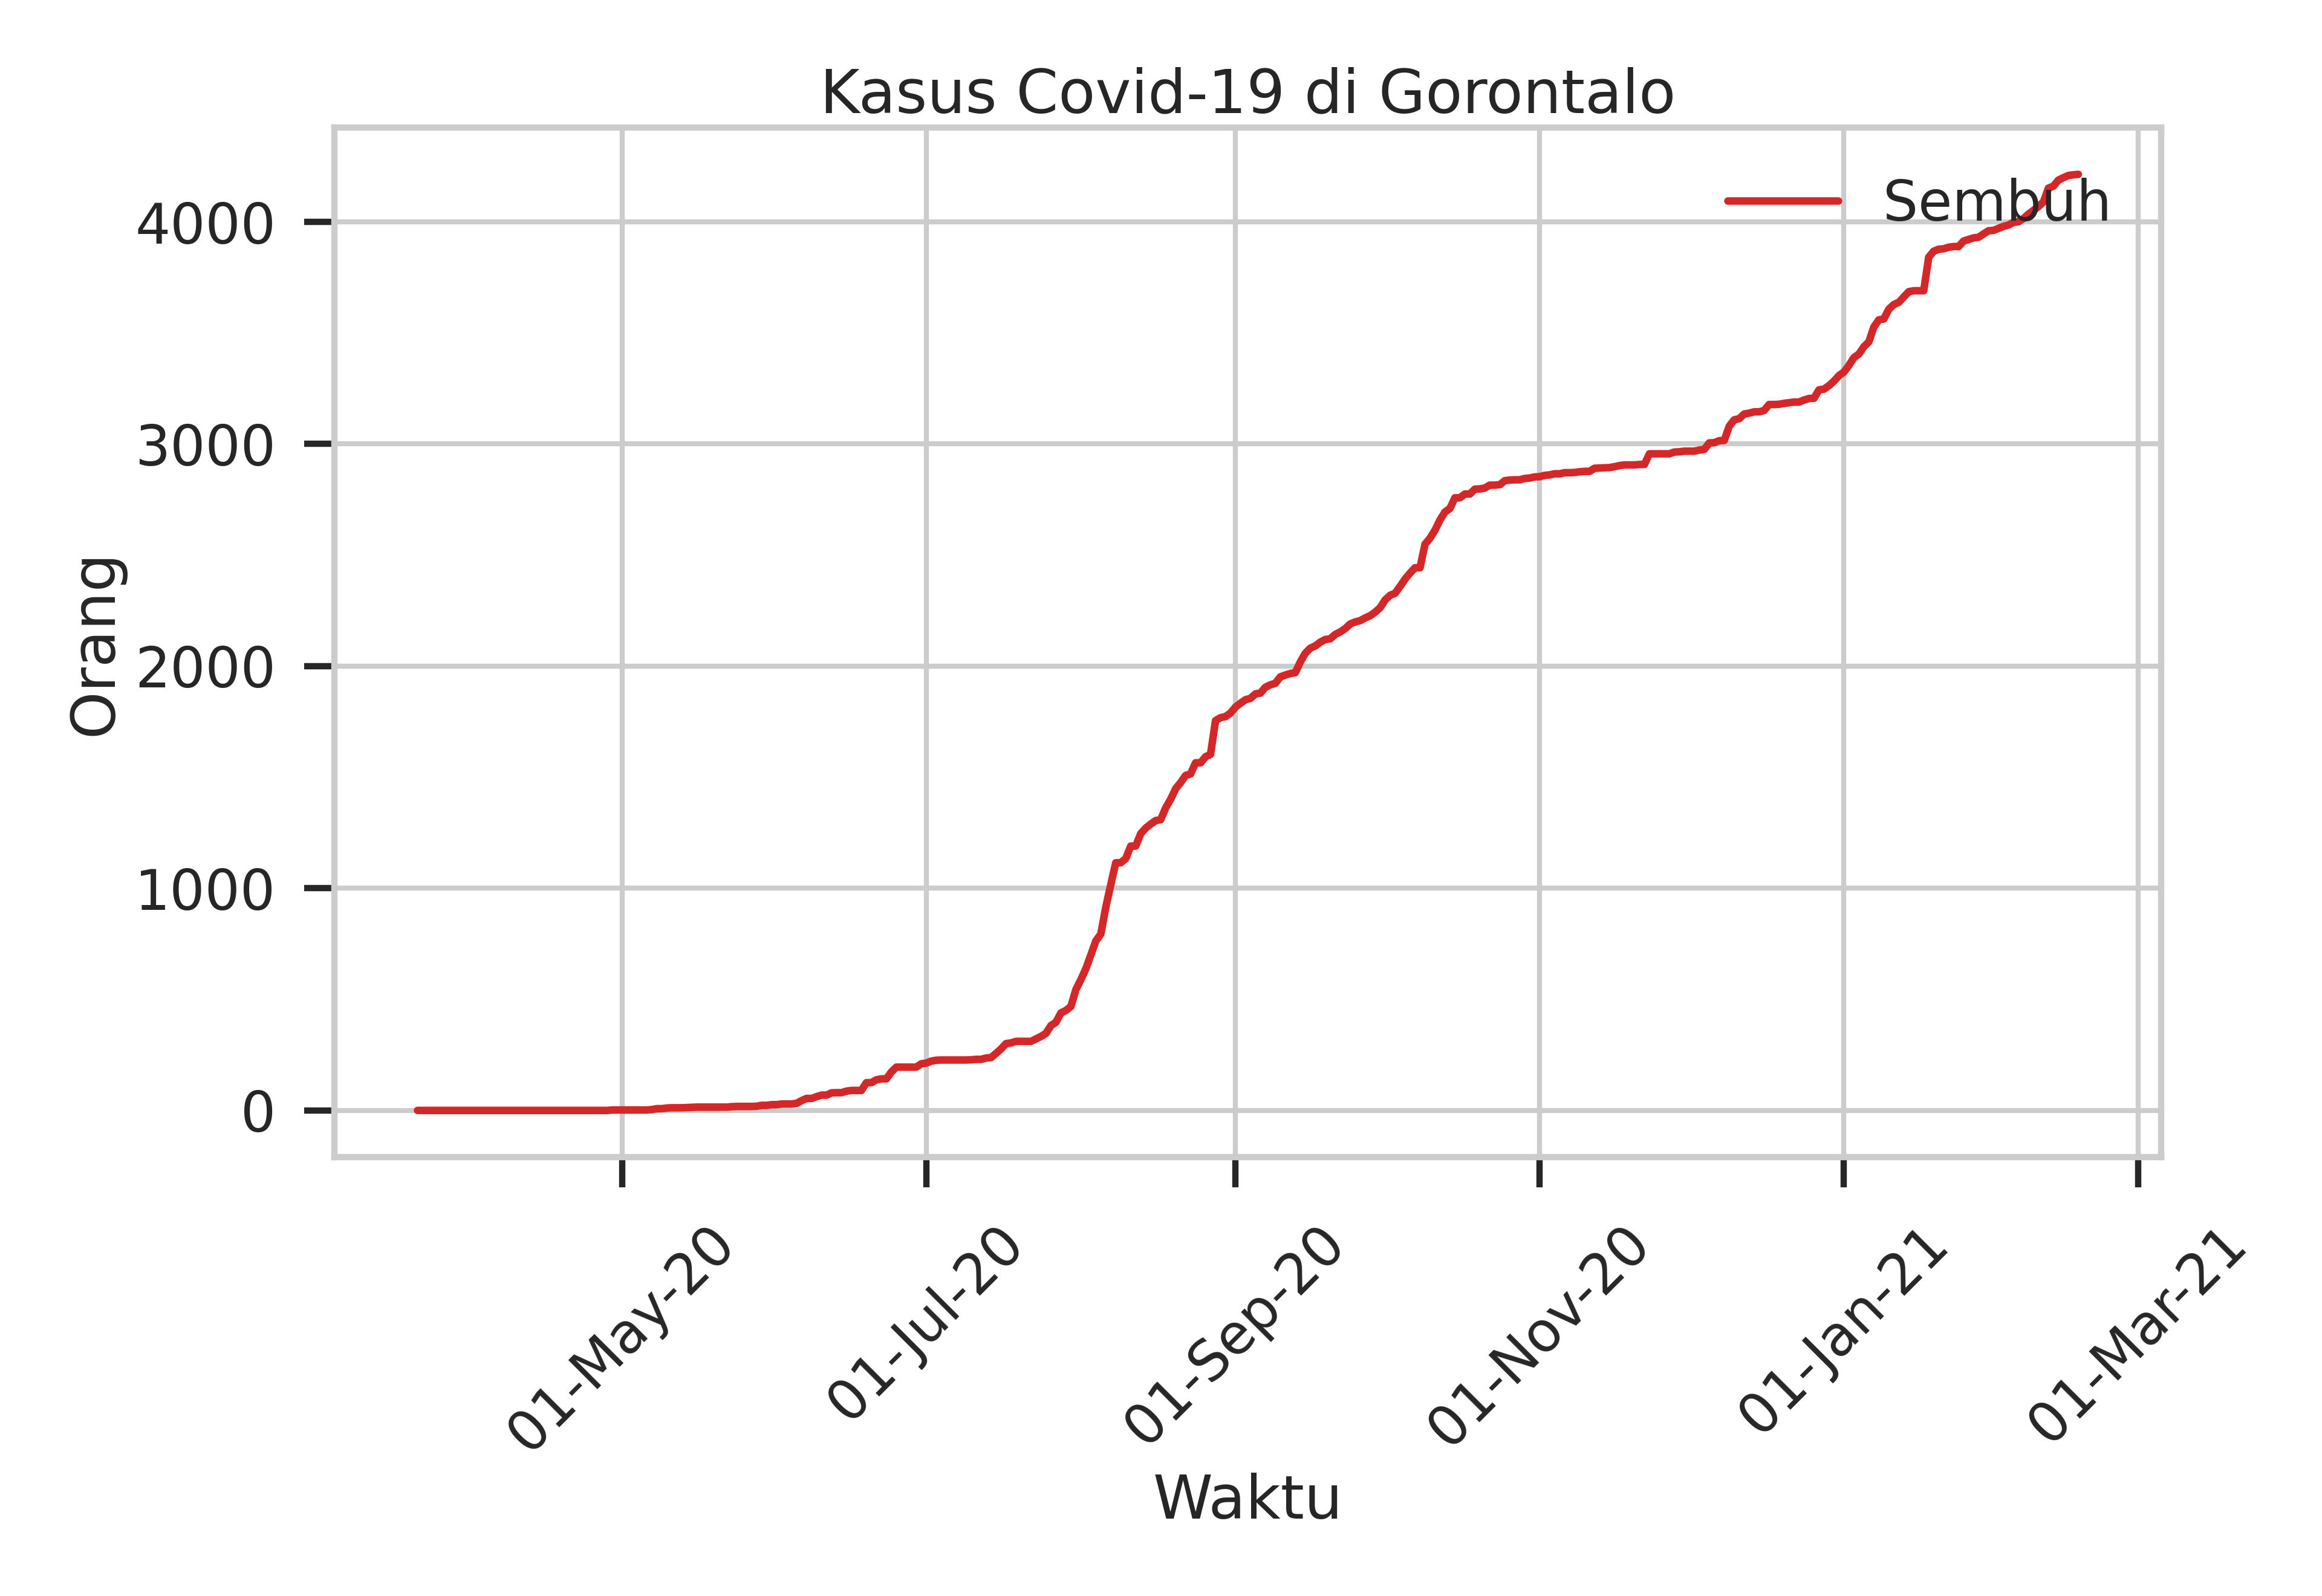 Kasus Covid-19 di Gorontalo
Sembuh
4000
3000
2000
1000
0
Orang
01-May-20
01-Jul-20
01-Sep-20
01-Nov-20
01-Jan-21
01-Mar-21
Waktu